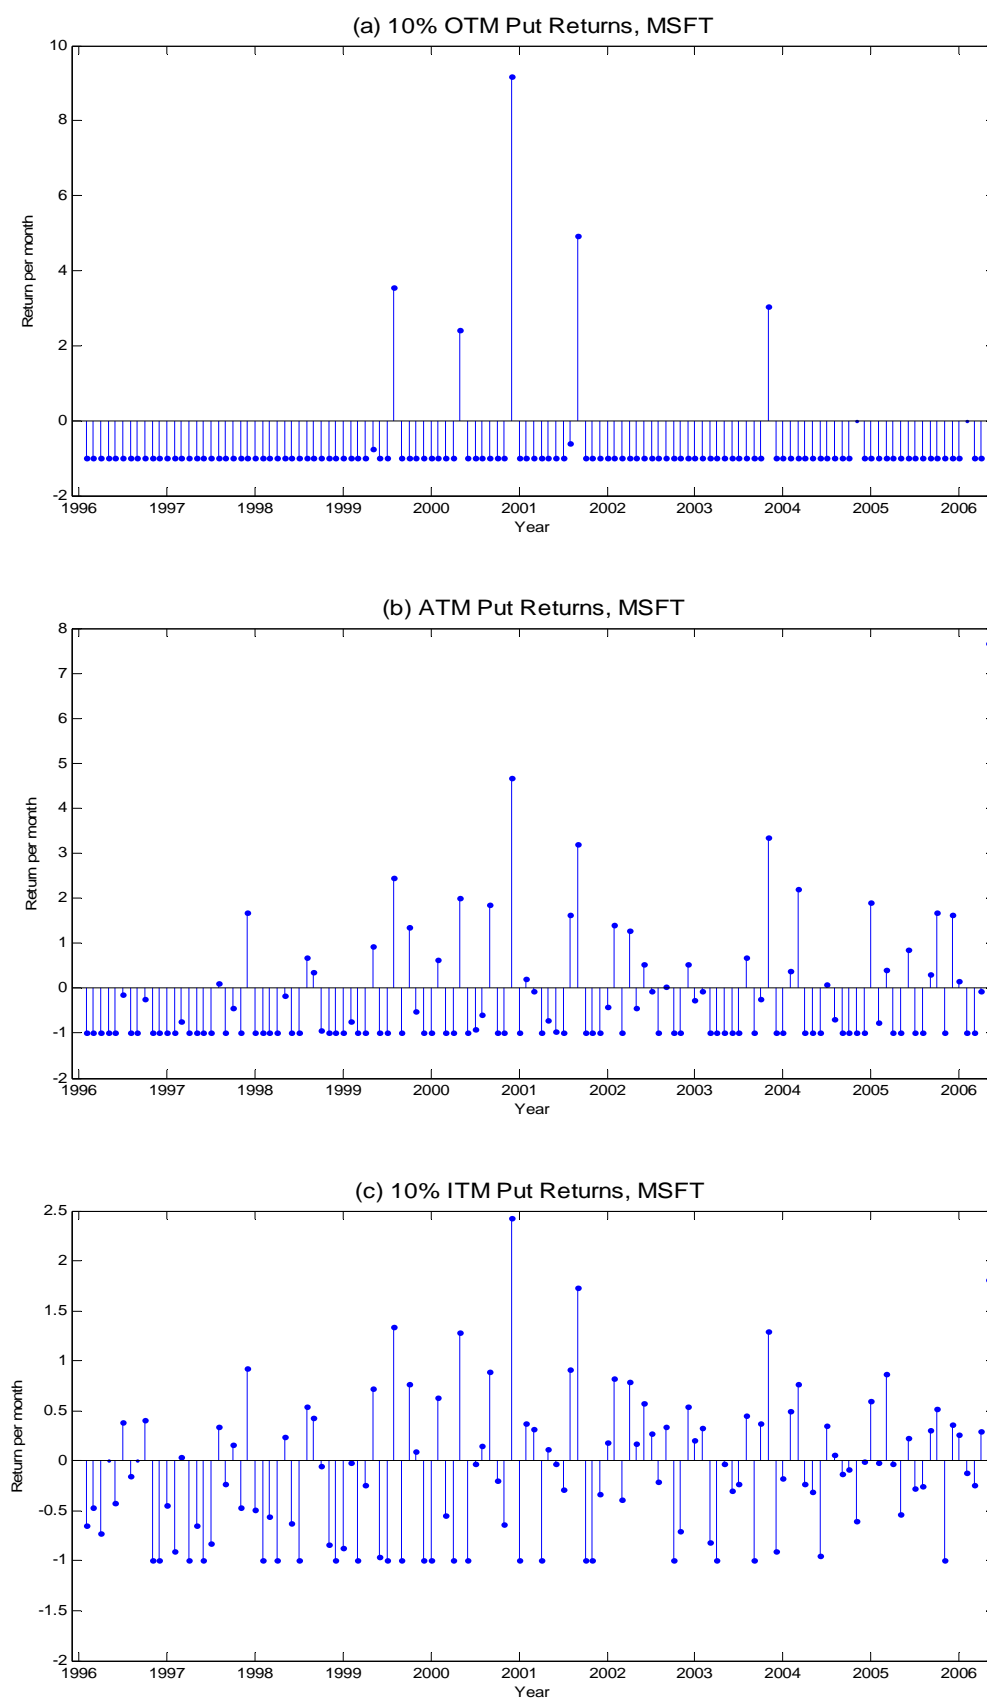 (a) 10% OTM Put Returns, MSFT
10
8
6
4
2
0
-2
Return per month
1996 1997 1998 1999 2000 2001 2002 2003 2004 2005 2006
Year
(b) ATM Put Returns, MSFT
8
7
6
5
4
3
2
1
0
-1
-2
Return per month
1996 1997 1998 1999 2000 2001 2002 2003 2004 2005 2006
Year
(c) 10% ITM Put Returns, MSFT
2.5
2
1.5
1
0.5
0
-0.5
-1
-1.5
-2
Return per month
1996 1997 1998 1999 2000 2001 2002 2003 2004 2005 2006
Year